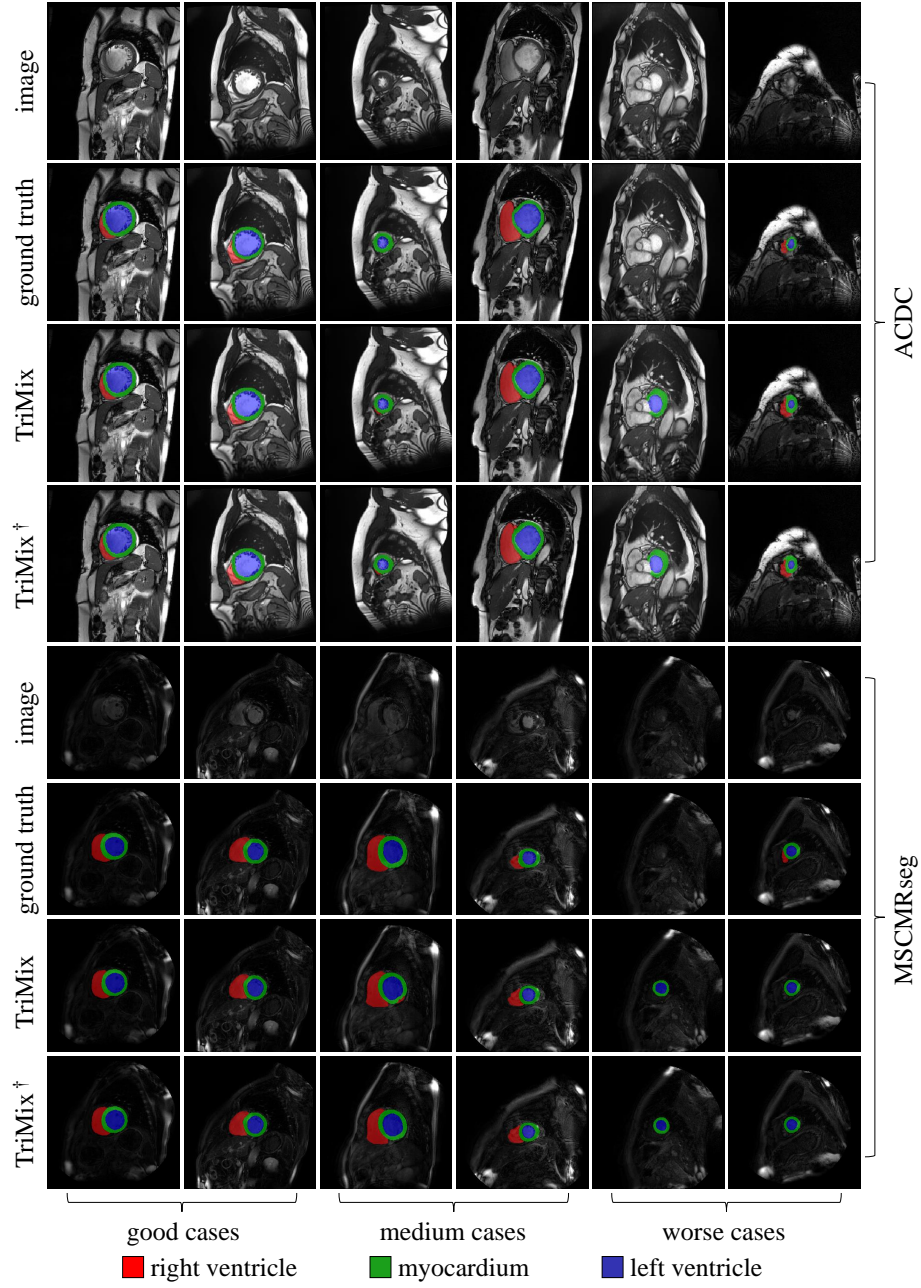 image
ground truth
TriMix
TriMix †
ACDC
image
ground truth
TriMix
TriMix †
MSCMRseg
good cases
medium cases
worse cases
right ventricle
myocardium
left ventricle